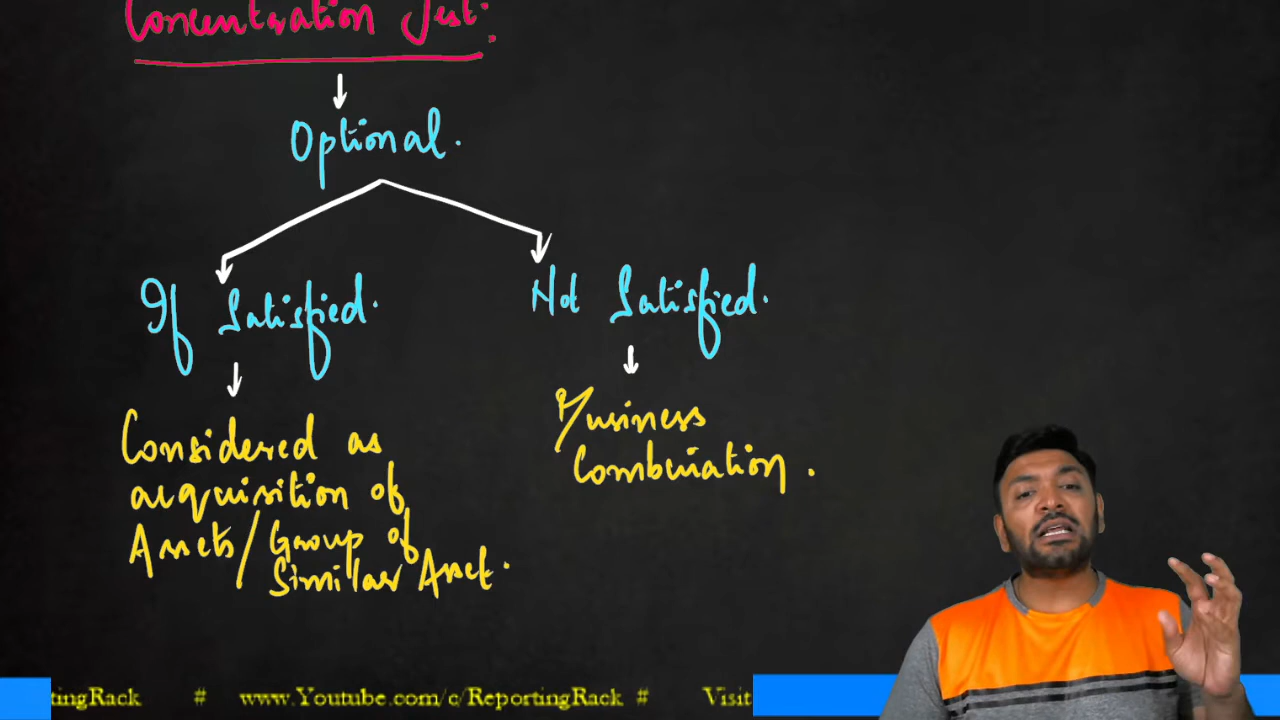 Concentration Test:
Optional.
If Satisfied.
Not Satisfied.
Considered as
acquisition of
Assets/Group of
Similar Asset.
Business
Combination.
tingRack # www.Youtube.com/c/ReportingRack # Visit